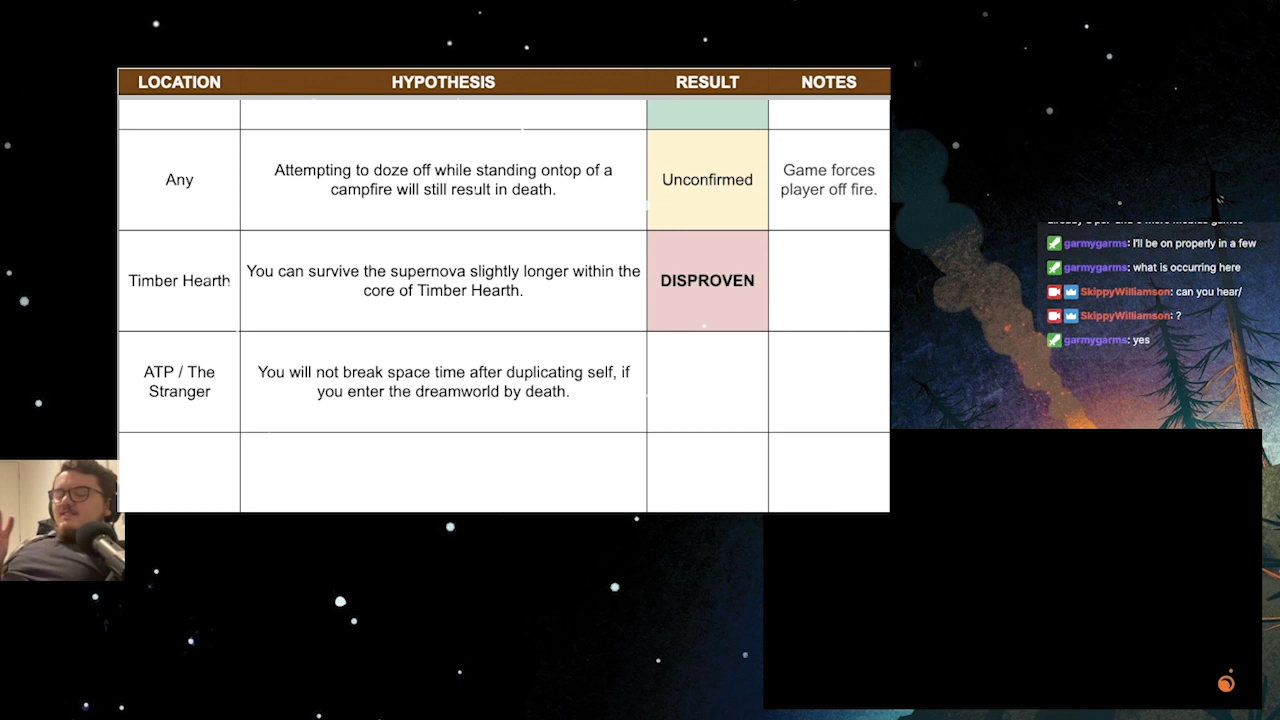 LOCATION HYPOTHESIS RESULT NOTES
Any
Attempting to doze off while standing ontop of a
campfire will still result in death.
Unconfirmed
Game forces
player off fire.
Timber Hearth
You can survive the supernova slightly longer within the
core of Timber Hearth.
DISPROVEN
ATP / The
Stranger
You will not break space time after duplicating self, if
you enter the dreamworld by death.
garmygarms: I'll be on properly in a few
garmygarms: what is occurring here
SkippyWilliamson: can you hear/
SkippyWilliamson: ?
garmygarms: yes